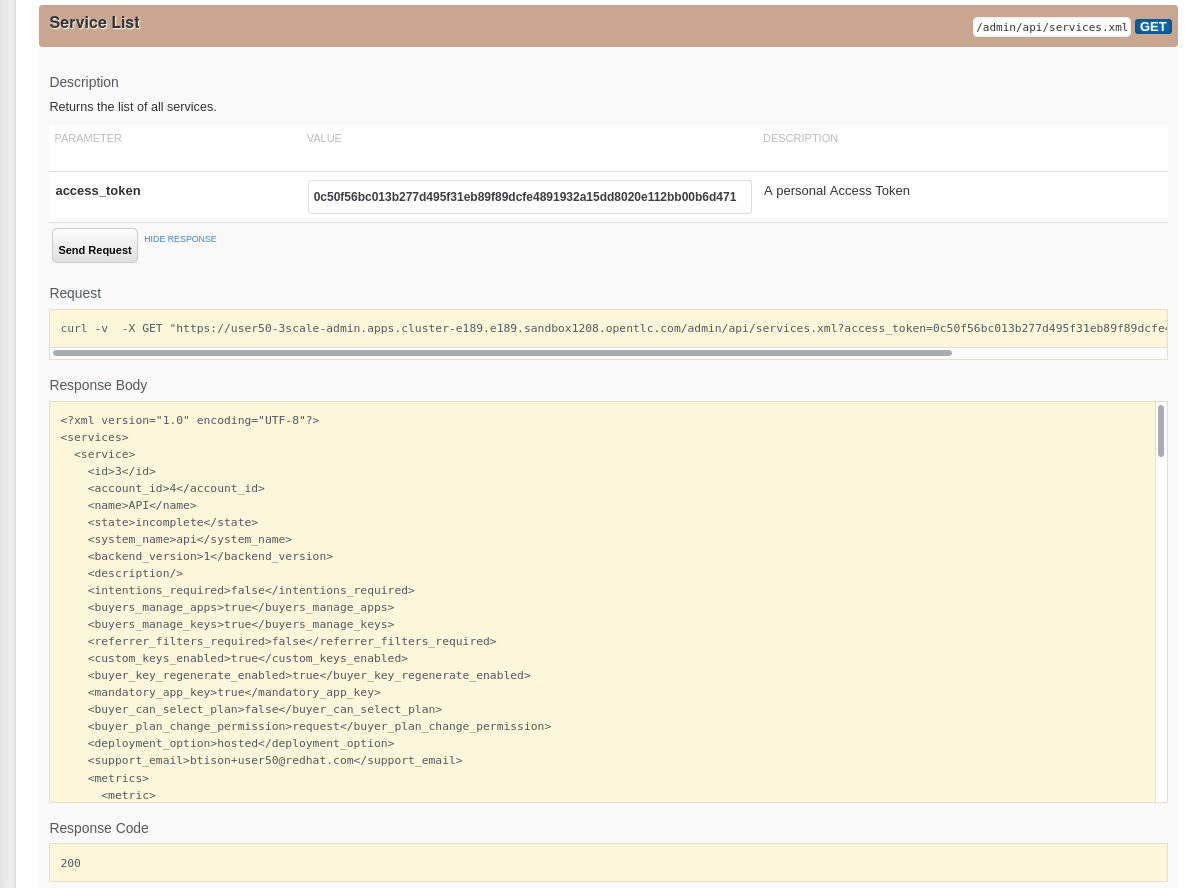 Service List
/admin/api/services.xml GET
Description
Returns the list of all services.
PARAMETER VALUE DESCRIPTION
access_token 0c50f56bc013b277d495f31eb89f89dcfe4891932a15dd8020e112bb00b6d471 A personal Access Token
Send Request HIDE RESPONSE
Request
curl -v  -X GET "https://user50-3scale-admin.apps.cluster-e189.e189.sandbox1208.opentlc.com/admin/api/services.xml?access_token=0c50f56bc013b277d495f31eb89f89dcfe4
Response Body
<?xml version="1.0" encoding="UTF-8"?>
<services>
  <service>
    <id>3</id>
    <account_id>4</account_id>
    <name>API</name>
    <state>incomplete</state>
    <system_name>api</system_name>
    <backend_version>1</backend_version>
    <description/>
    <intentions_required>false</intentions_required>
    <buyers_manage_apps>true</buyers_manage_apps>
    <buyers_manage_keys>true</buyers_manage_keys>
    <referrer_filters_required>false</referrer_filters_required>
    <custom_keys_enabled>true</custom_keys_enabled>
    <buyer_key_regenerate_enabled>true</buyer_key_regenerate_enabled>
    <mandatory_app_key>true</mandatory_app_key>
    <buyer_can_select_plan>false</buyer_can_select_plan>
    <buyer_plan_change_permission>request</buyer_plan_change_permission>
    <deployment_option>hosted</deployment_option>
    <support_email>btison+user50@redhat.com</support_email>
    <metrics>
      <metric>
Response Code
200